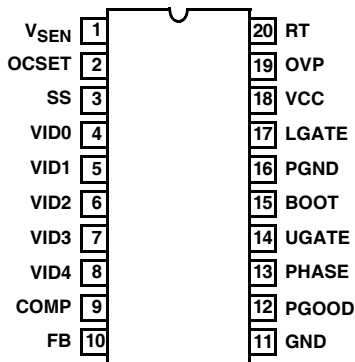 VSEN 1 20 RT
OCSET 2 19 OVP
SS 3 18 VCC
VID0 4 17 LGATE
VID1 5 16 PGND
VID2 6 15 BOOT
VID3 7 14 UGATE
VID4 8 13 PHASE
COMP 9 12 PGOOD
FB 10 11 GND